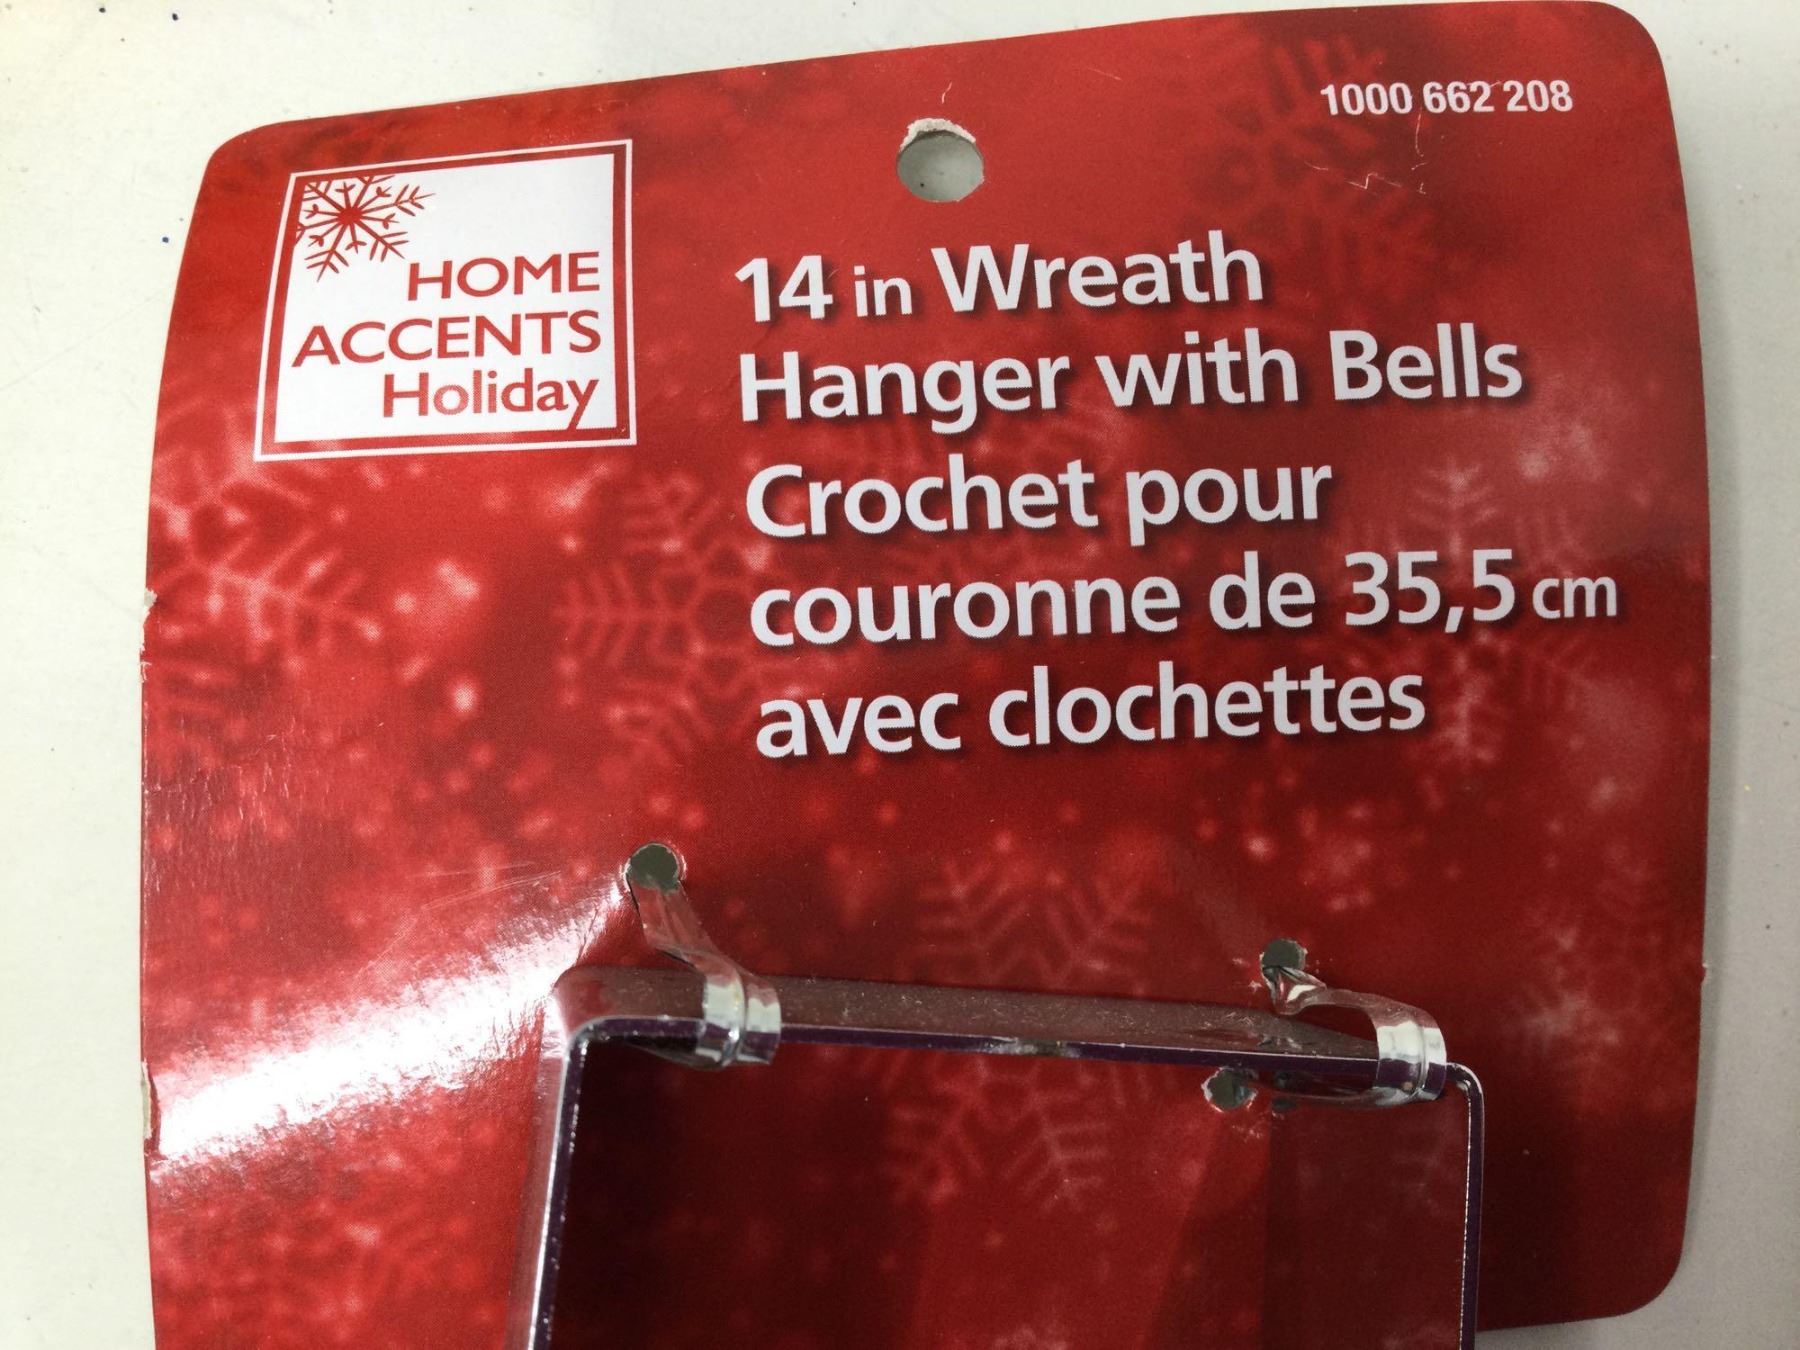 1000 662 208
HOME
ACCENTS
Holiday
14 in Wreath
Hanger with Bells
Crochet pour
couronne de 35,5 cm
avec clochettes